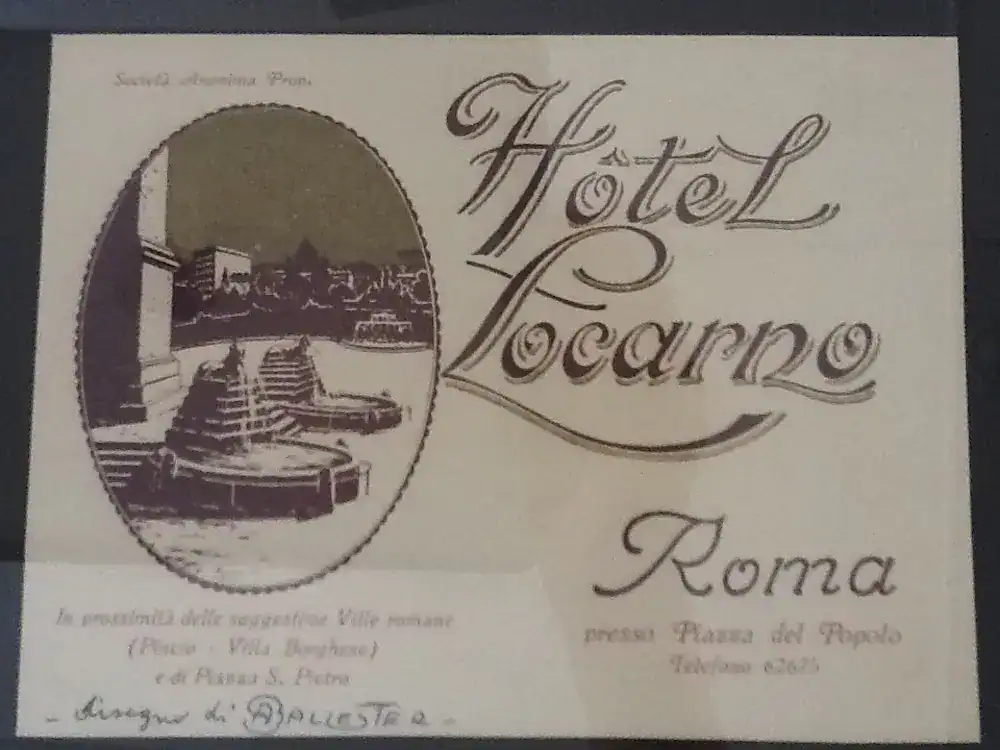 Società Anonima Prop.
Hôtel
Locarno
Roma
presso Piazza del Popolo
Telefono 62625
In prossimità delle suggestive Ville romane
(Pincio - Villa Borghese)
e di Piazza S. Pietro
- disegno di A BALLESTER -